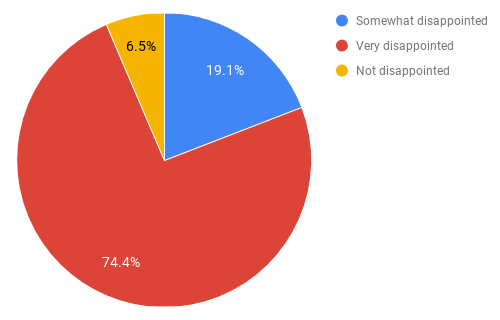 6.5%
19.1%
74.4%
Somewhat disappointed
Very disappointed
Not disappointed